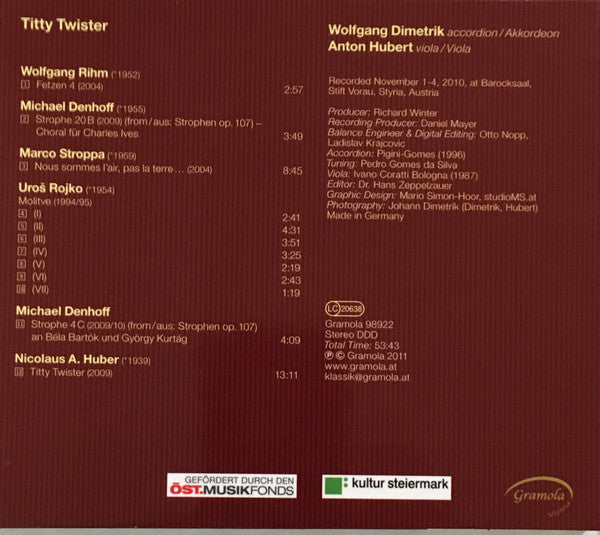 Titty Twister
Wolfgang Rihm (*1952)
1 Fetzen 4 (2004) 2:57
Michael Denhoff (*1955)
2 Strophe 20B (2009) (from/aus: Strophen op. 107) –
Choral für Charles Ives 3:49
Marco Stroppa (*1959)
3 Nous sommes l'air, pas la terre... (2004) 8:45
Uroš Rojko (*1954)
Molitve (1994/95)
4 (I) 2:41
5 (II) 4:31
6 (III) 3:51
7 (IV) 3:25
8 (V) 2:19
9 (VI) 2:43
10 (VII) 1:19
Michael Denhoff
11 Strophe 4C (2009/10) (from/aus: Strophen op. 107)
an Béla Bartók und György Kurtág 4:09
Nicolaus A. Huber (*1939)
12 Titty Twister (2009) 13:11
Wolfgang Dimetrik accordion/Akkordeon
Anton Hubert viola/Viola
Recorded November 1-4, 2010, at Barocksaal,
Stift Vorau, Styria, Austria
Producer: Richard Winter
Recording Producer: Daniel Mayer
Balance Engineer & Digital Editing: Otto Nopp,
Ladislav Krajcovic
Accordion: Pigini-Gomes (1996)
Tuning: Pedro Gomes da Silva
Viola: Ivano Coratti Bologna (1987)
Editor: Dr. Hans Zeppelzauer
Graphic Design: Mario Simon-Hoor, studioMS.at
Photography: Johann Dimetrik (Dimetrik, Hubert)
Made in Germany
LC 20638
Gramola 98922
Stereo DDD
Total Time: 53:43
℗ © Gramola 2011
www.gramola.at
klassik@gramola.at
GEFÖRDERT DURCH DEN
ÖST.MUSIKFONDS
kultur steiermark
Gramola
Vienna